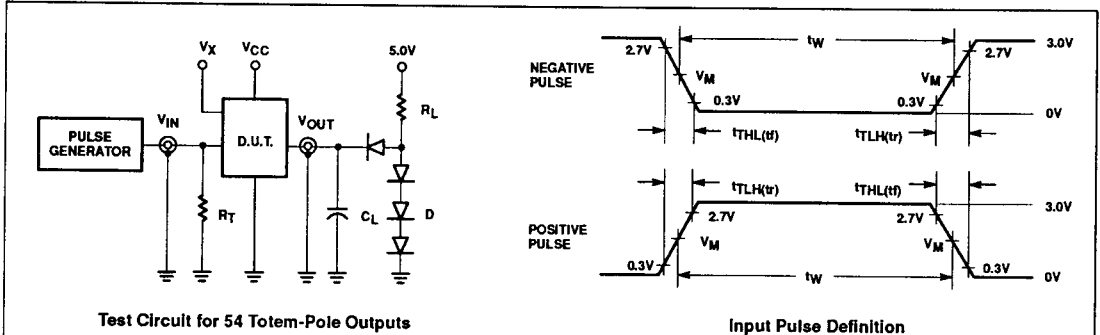 VX
VCC
5.0V
RL
VIN
VOUT
PULSE
GENERATOR
D.U.T.
RT
CL
D
Test Circuit for 54 Totem-Pole Outputs
NEGATIVE
PULSE
2.7V
tW
2.7V
3.0V
VM
VM
0.3V
0.3V
0V
tTHL(tf)
tTLH(tr)
tTLH(tr)
tTHL(tf)
POSITIVE
PULSE
2.7V
2.7V
3.0V
VM
VM
0.3V
tW
0.3V
0V
Input Pulse Definition